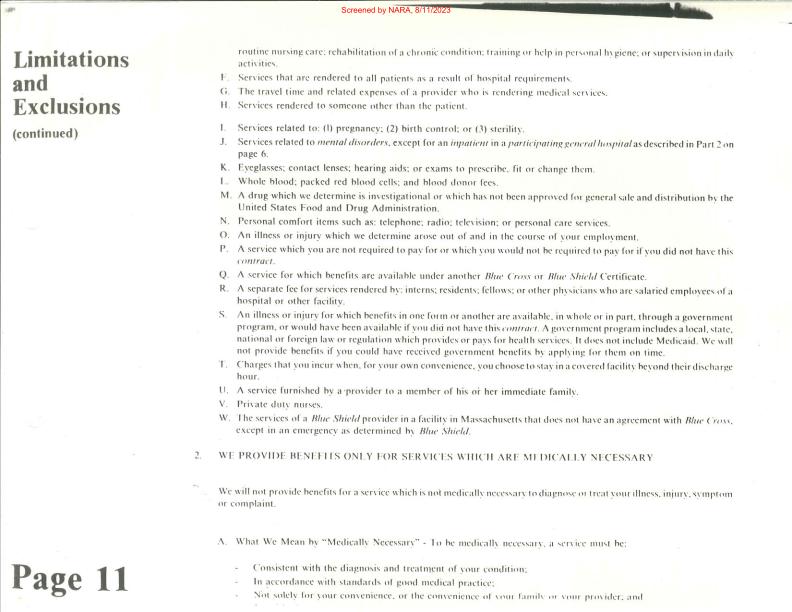 Screened by NARA, 8/11/2023
Limitations
and
Exclusions
(continued)
routine nursing care; rehabilitation of a chronic condition; training or help in personal hygiene; or supervision in daily
activities.
F. Services that are rendered to all patients as a result of hospital requirements.
G. The travel time and related expenses of a provider who is rendering medical services.
H. Services rendered to someone other than the patient.
I. Services related to: (1) pregnancy; (2) birth control; or (3) sterility.
J. Services related to mental disorders, except for an inpatient in a participating general hospital as described in Part 2 on
page 6.
K. Eyeglasses; contact lenses; hearing aids; or exams to prescribe, fit or change them.
L. Whole blood; packed red blood cells; and blood donor fees.
M. A drug which we determine is investigational or which has not been approved for general sale and distribution by the
United States Food and Drug Administration.
N. Personal comfort items such as: telephone; radio; television; or personal care services.
O. An illness or injury which we determine arose out of and in the course of your employment.
P. A service which you are not required to pay for or which you would not be required to pay for if you did not have this
contract.
Q. A service for which benefits are available under another Blue Cross or Blue Shield Certificate.
R. A separate fee for services rendered by: interns; residents; fellows; or other physicians who are salaried employees of a
hospital or other facility.
S. An illness or injury for which benefits in one form or another are available, in whole or in part, through a government
program, or would have been available if you did not have this contract. A government program includes a local, state,
national or foreign law or regulation which provides or pays for health services. It does not include Medicaid. We will
not provide benefits if you could have received government benefits by applying for them on time.
T. Charges that you incur when, for your own convenience, you choose to stay in a covered facility beyond their discharge
hour.
U. A service furnished by a provider to a member of his or her immediate family.
V. Private duty nurses.
W. The services of a Blue Shield provider in a facility in Massachusetts that does not have an agreement with Blue Cross,
except in an emergency as determined by Blue Shield.
2. WE PROVIDE BENEFITS ONLY FOR SERVICES WHICH ARE MEDICALLY NECESSARY
We will not provide benefits for a service which is not medically necessary to diagnose or treat your illness, injury, symptom
or complaint.
A. What We Mean by "Medically Necessary" - To be medically necessary, a service must be:
- Consistent with the diagnosis and treatment of your condition;
- In accordance with standards of good medical practice;
- Not solely for your convenience, or the convenience of your family or your provider; and
Page 11